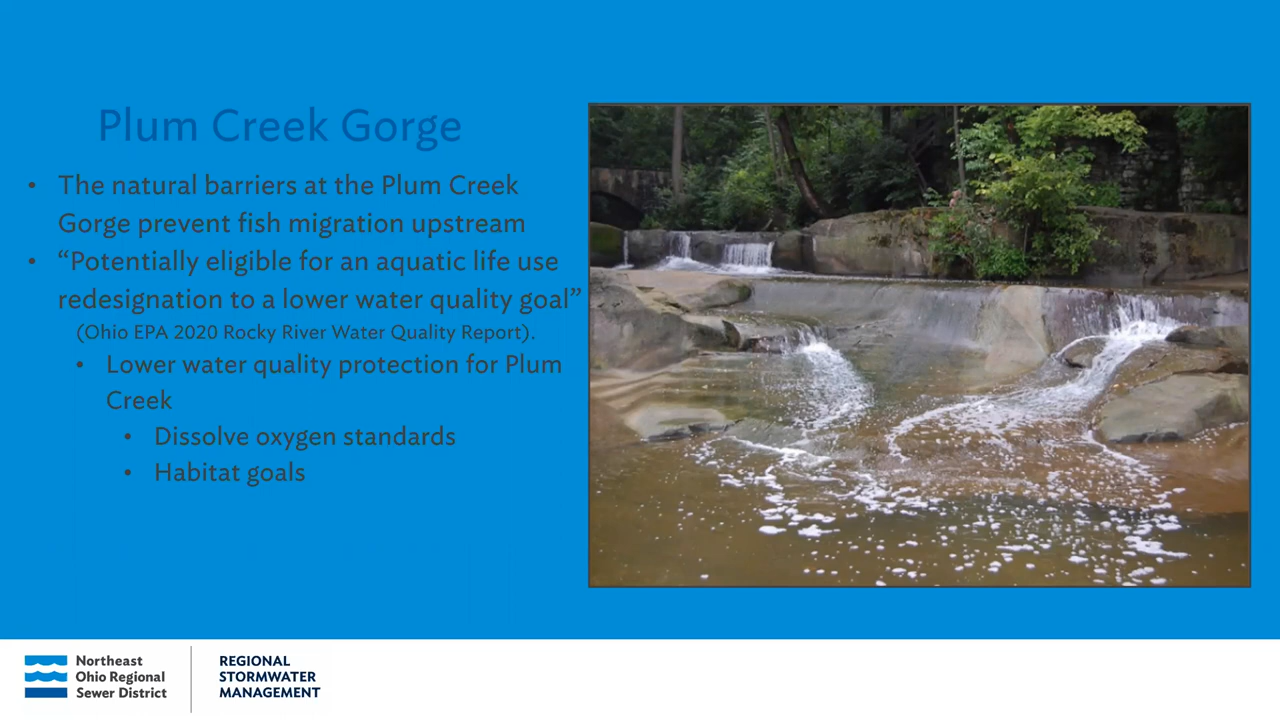 Plum Creek Gorge
• The natural barriers at the Plum Creek
Gorge prevent fish migration upstream
• “Potentially eligible for an aquatic life use
redesignation to a lower water quality goal”
(Ohio EPA 2020 Rocky River Water Quality Report).
• Lower water quality protection for Plum
Creek
• Dissolve oxygen standards
• Habitat goals
Northeast
Ohio Regional
Sewer District
REGIONAL
STORMWATER
MANAGEMENT